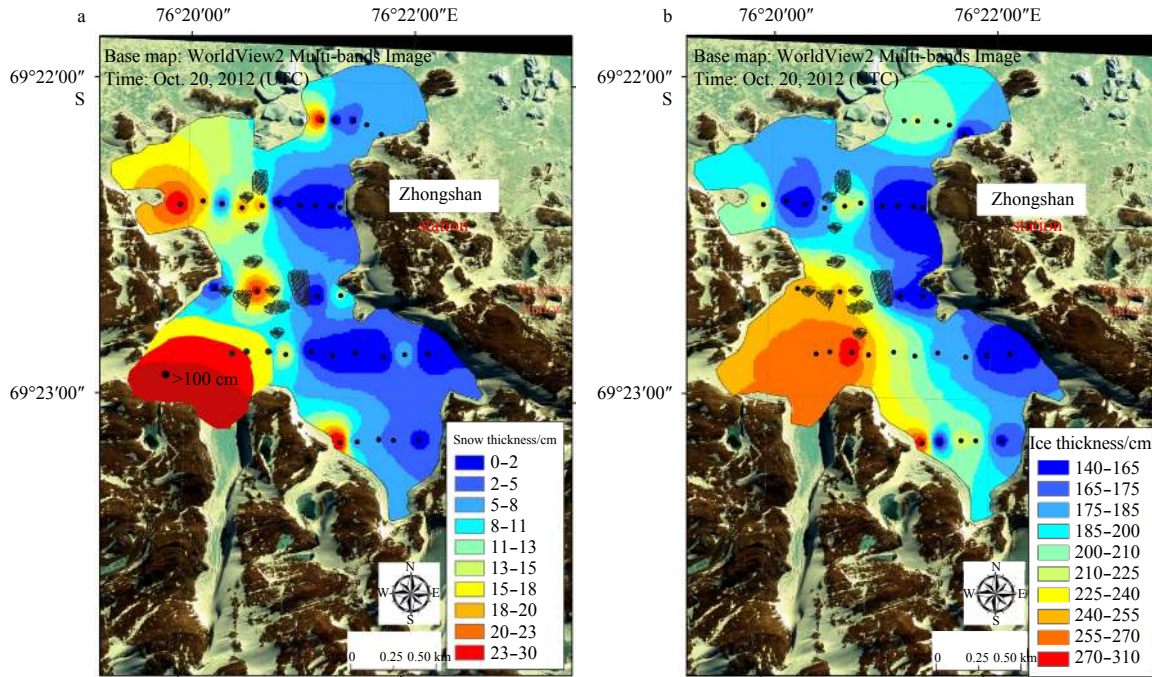 a
76°20′00″
76°22′00″E
Base map: WorldView2 Multi-bands Image
Time: Oct. 20, 2012 (UTC)
69°22′00″
S
Zhongshan
station
>100 cm
69°23′00″
Snow thickness/cm
0–2
2–5
5–8
8–11
11–13
13–15
15–18
18–20
20–23
23–30
N
W
E
S
0
0.25
0.50 km
b
76°20′00″
76°22′00″E
Base map: WorldView2 Multi-bands Image
Time: Oct. 20, 2012 (UTC)
69°22′00″
S
Zhongshan
station
69°23′00″
Ice thickness/cm
140–165
165–175
175–185
185–200
200–210
210–225
225–240
240–255
255–270
270–310
N
W
E
S
0
0.25
0.50 km